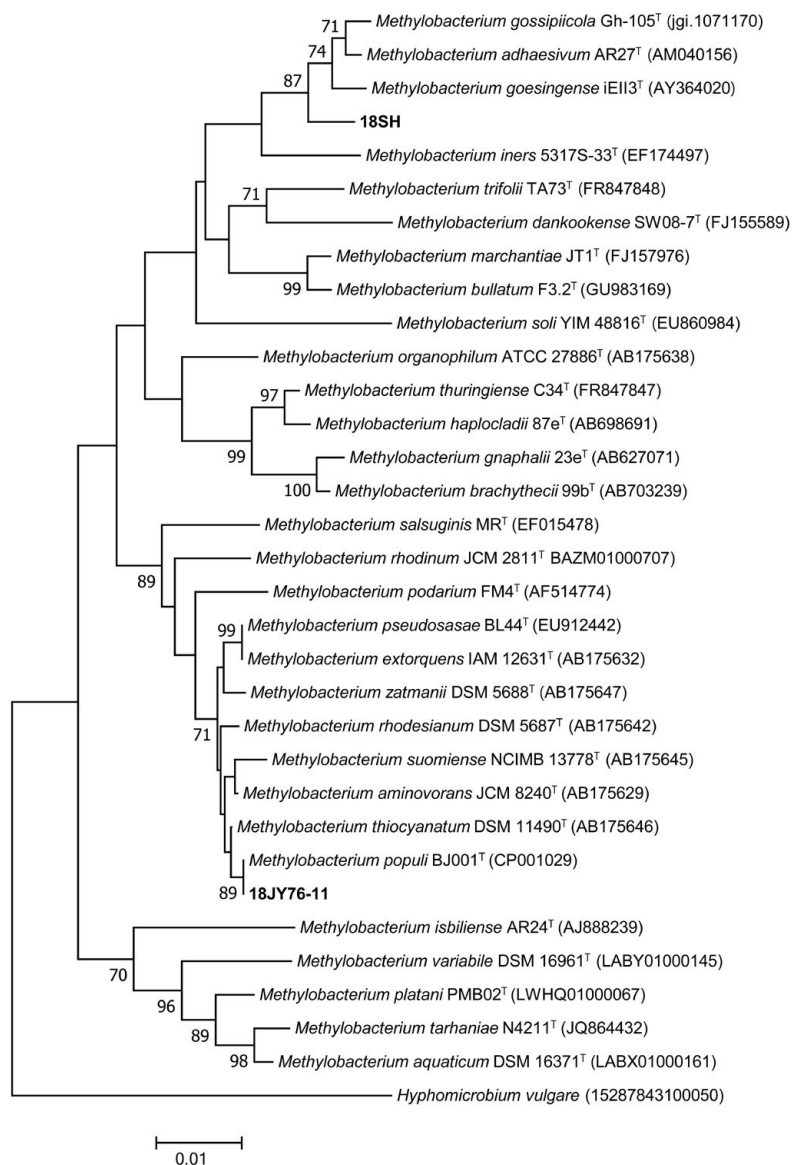 71
Methylobacterium gossipiicola Gh-105ᵀ (jgi.1071170)
74
Methylobacterium adhaesivum AR27ᵀ (AM040156)
87
Methylobacterium goesingense iEII3ᵀ (AY364020)
18SH
Methylobacterium iners 5317S-33ᵀ (EF174497)
71
Methylobacterium trifolii TA73ᵀ (FR847848)
Methylobacterium dankookense SW08-7ᵀ (FJ155589)
Methylobacterium marchantiae JT1ᵀ (FJ157976)
99
Methylobacterium bullatum F3.2ᵀ (GU983169)
Methylobacterium soli YIM 48816ᵀ (EU860984)
Methylobacterium organophilum ATCC 27886ᵀ (AB175638)
97
Methylobacterium thuringiense C34ᵀ (FR847847)
Methylobacterium haplocladii 87eᵀ (AB698691)
99
Methylobacterium gnaphalii 23eᵀ (AB627071)
100
Methylobacterium brachythecii 99bᵀ (AB703239)
Methylobacterium salsuginis MRᵀ (EF015478)
Methylobacterium rhodinum JCM 2811ᵀ BAZM01000707)
89
Methylobacterium podarium FM4ᵀ (AF514774)
99
Methylobacterium pseudosasae BL44ᵀ (EU912442)
Methylobacterium extorquens IAM 12631ᵀ (AB175632)
Methylobacterium zatmanii DSM 5688ᵀ (AB175647)
71
Methylobacterium rhodesianum DSM 5687ᵀ (AB175642)
Methylobacterium suomiense NCIMB 13778ᵀ (AB175645)
Methylobacterium aminovorans JCM 8240ᵀ (AB175629)
Methylobacterium thiocyanatum DSM 11490ᵀ (AB175646)
Methylobacterium populi BJ001ᵀ (CP001029)
89
18JY76-11
Methylobacterium isbiliense AR24ᵀ (AJ888239)
70
Methylobacterium variabile DSM 16961ᵀ (LABY01000145)
96
Methylobacterium platani PMB02ᵀ (LWHQ01000067)
89
Methylobacterium tarhaniae N4211ᵀ (JQ864432)
98
Methylobacterium aquaticum DSM 16371ᵀ (LABX01000161)
Hyphomicrobium vulgare (15287843100050)
0.01